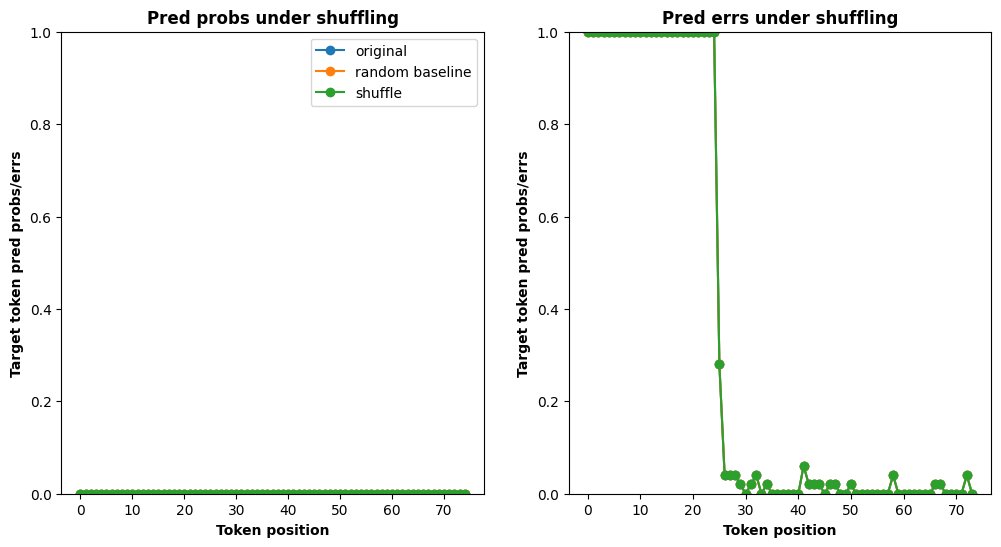 Pred probs under shuffling
Target token pred probs/errs
1.0
0.8
0.6
0.4
0.2
0.0
original
random baseline
shuffle
0 10 20 30 40 50 60 70
Token position
Pred errs under shuffling
Target token pred probs/errs
1.0
0.8
0.6
0.4
0.2
0.0
0 10 20 30 40 50 60 70
Token position